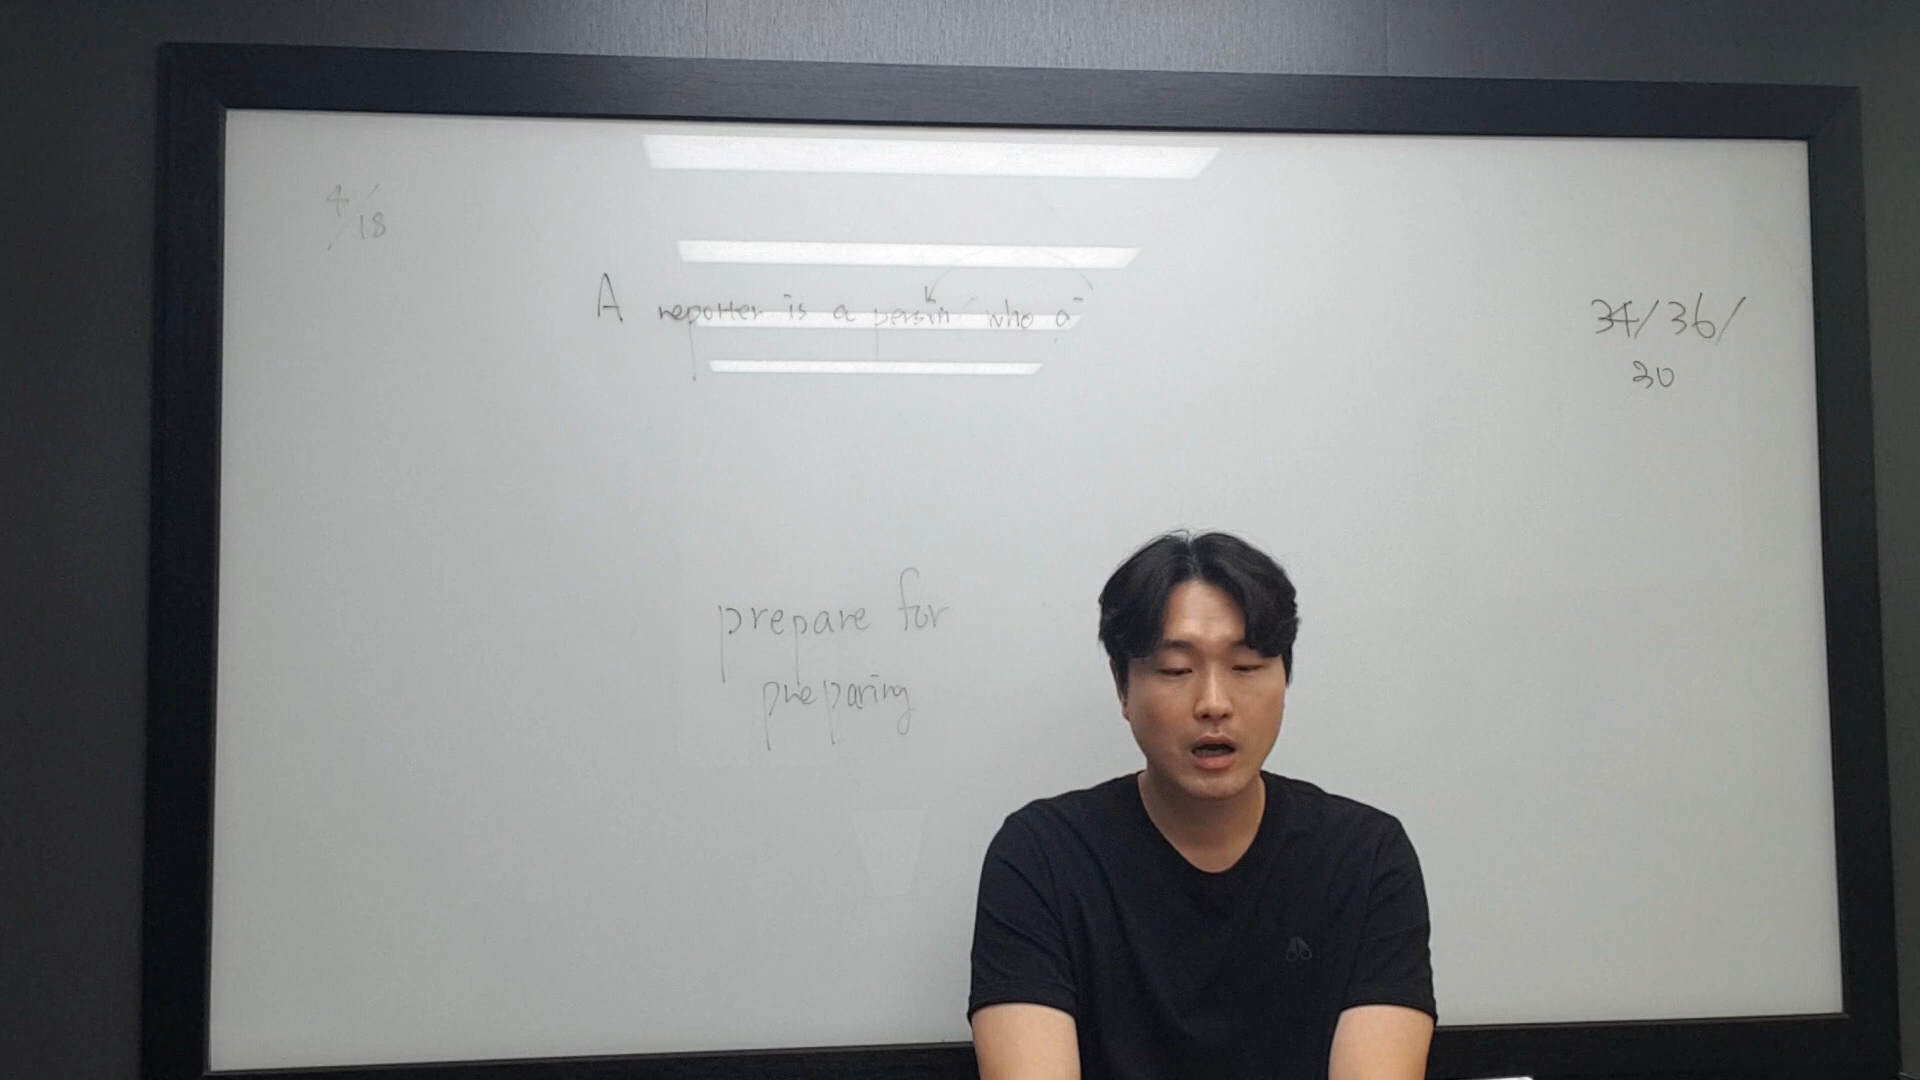 4/18
A reporter is a person who a~
34/36/
30
prepare for
preparing